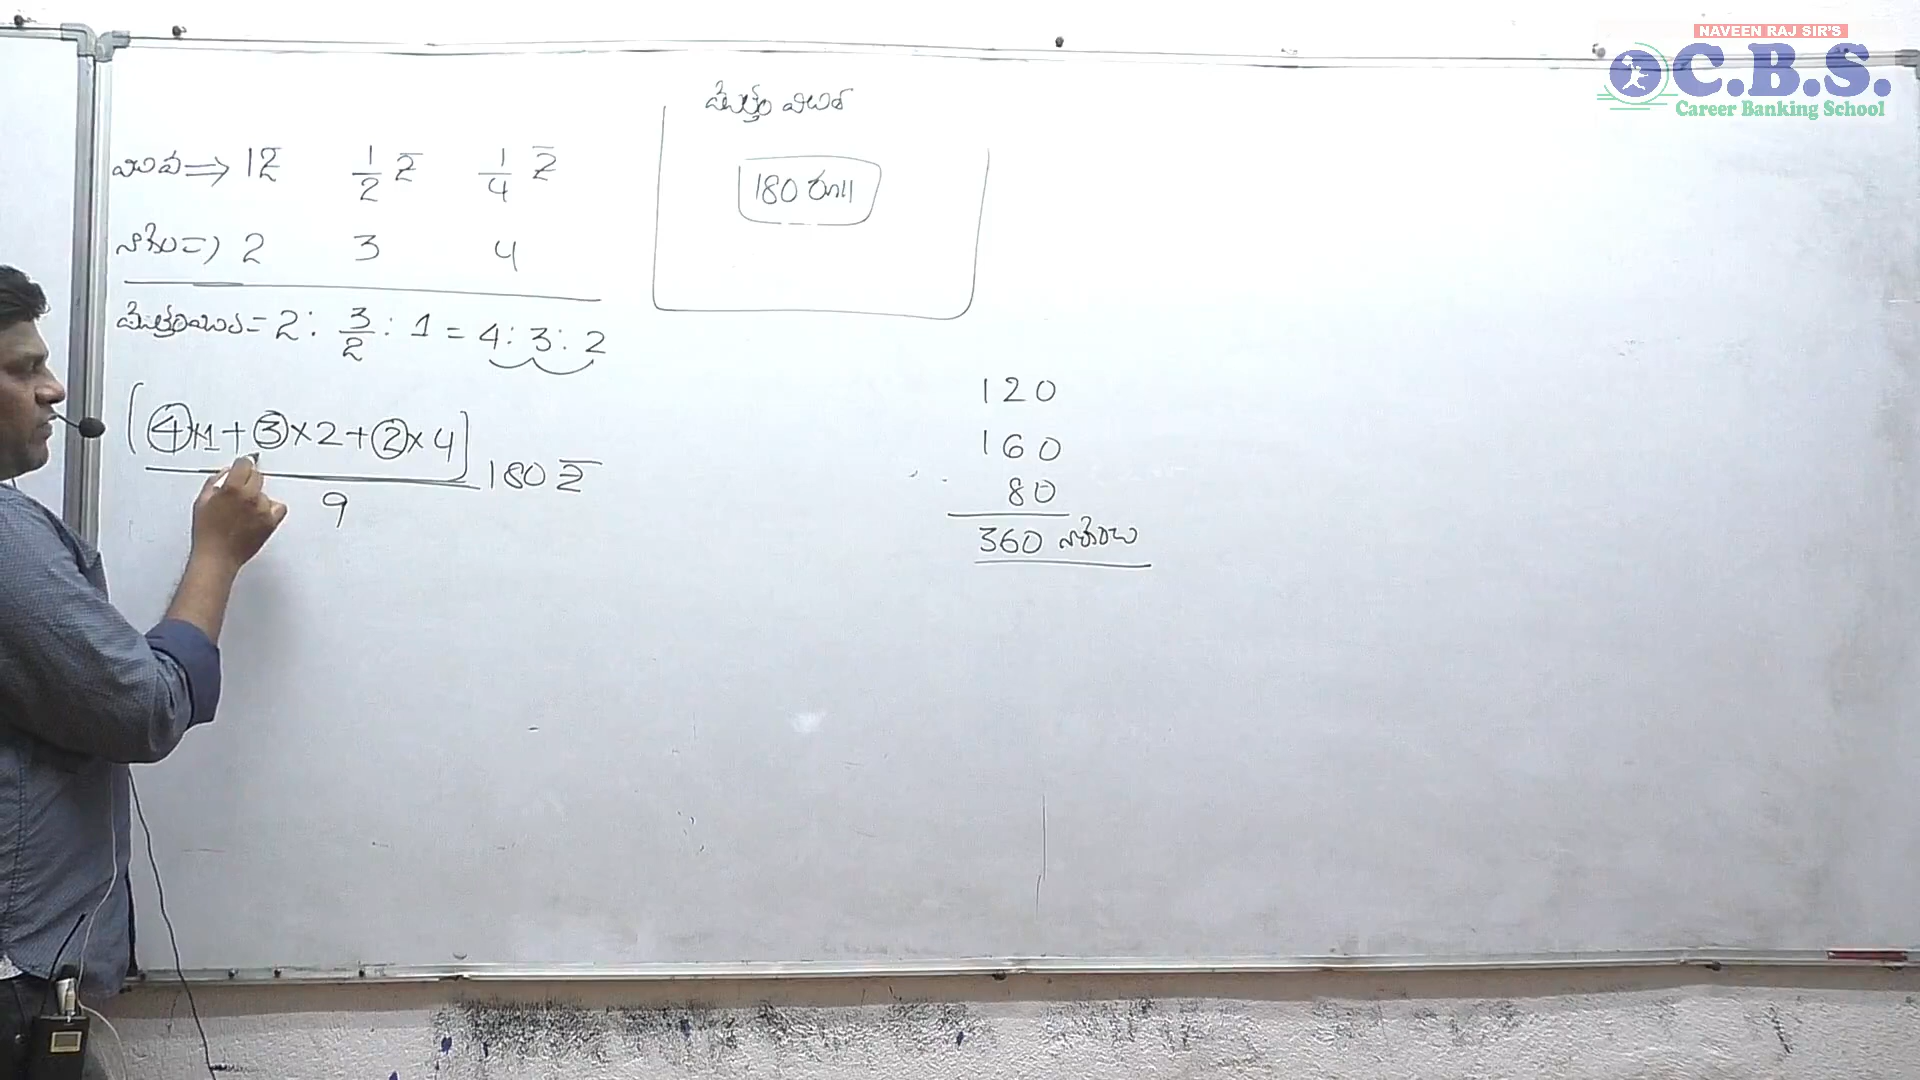 NAVEEN RAJ SIR'S
C.B.S.
Career Banking School
మొత్తం విలువ
180 రూ॥
విలువ ⇒ 1 ₹ 1/2 ₹ 1/4 ₹
నాణేలు ⇒ 2 3 4
మొత్తం విలువ = 2 : 3/2 : 1 = 4 : 3 : 2
[4×1+3×2+2×4] 180 ₹
9
120
160
80
360 నాణేలు